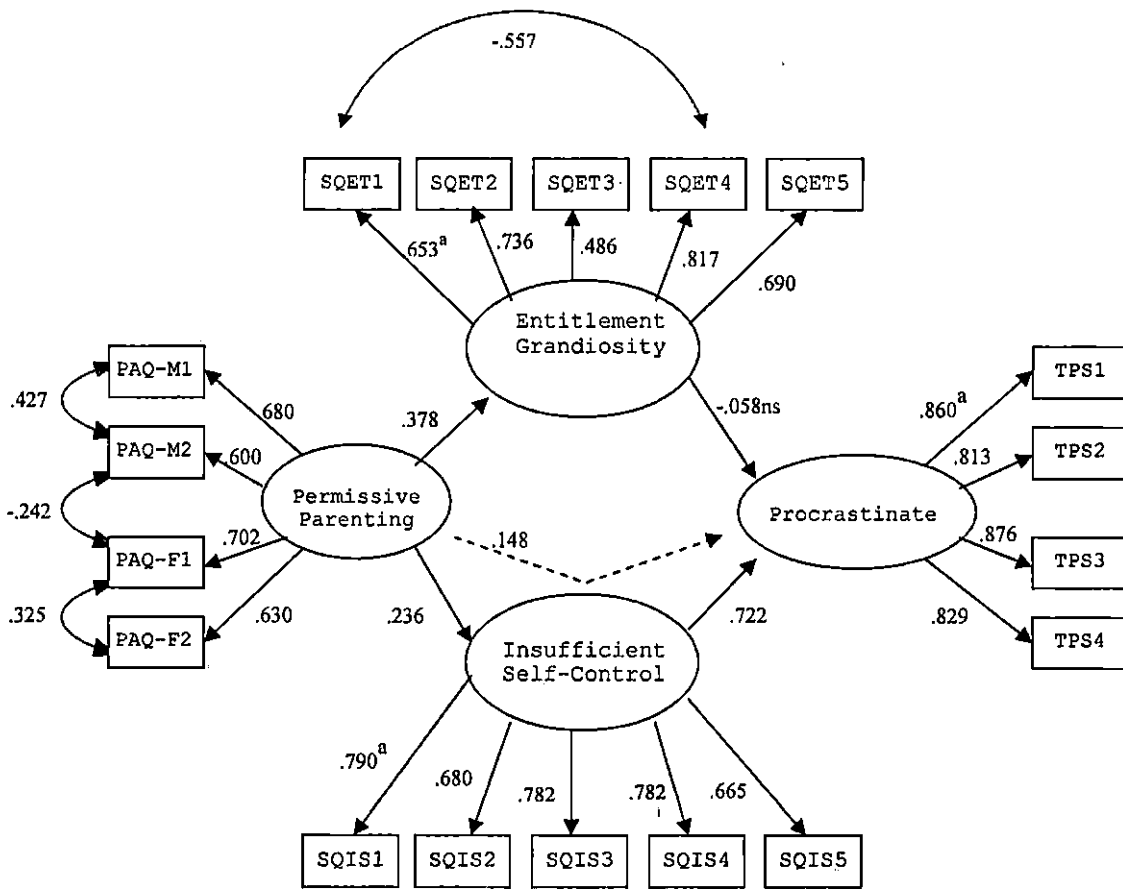 -.557
SQET1
SQET2
SQET3
SQET4
SQET5
.653a
.736
.486
.817
.690
Entitlement
Grandiosity
PAQ-M1
PAQ-M2
PAQ-F1
PAQ-F2
.427
-.242
.325
.680
.600
.702
.630
Permissive
Parenting
.378
-.058ns
.148
.236
.722
Procrastinate
TPS1
TPS2
TPS3
TPS4
.860a
.813
.876
.829
Insufficient
Self-Control
.790a
.680
.782
.782
.665
SQIS1
SQIS2
SQIS3
SQIS4
SQIS5